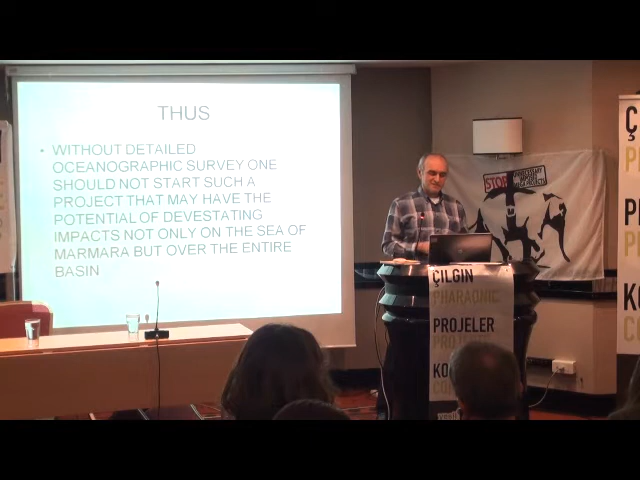 THUS
• WITHOUT DETAILED
OCEANOGRAPHIC SURVEY ONE
SHOULD NOT START SUCH A
PROJECT THAT MAY HAVE THE
POTENTIAL OF DEVESTATING
IMPACTS NOT ONLY ON THE SEA OF
MARMARA BUT OVER THE ENTIRE
BASIN
STOP
ÇILGIN
PHARAONIC
PROJELER
PROJECTS